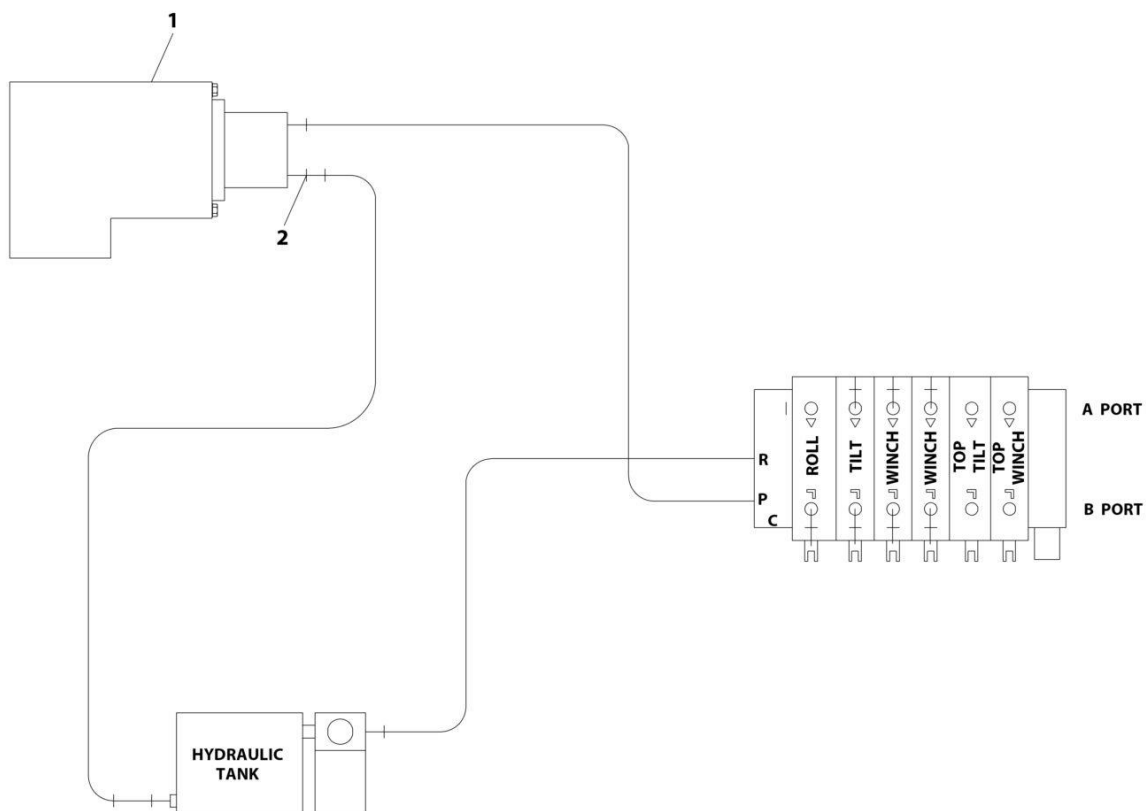 1
2
A PORT
R
P
C
B PORT
ROLL
TILT
WINCH
WINCH
TOP
TILT
TOP
WINCH
HYDRAULIC
TANK